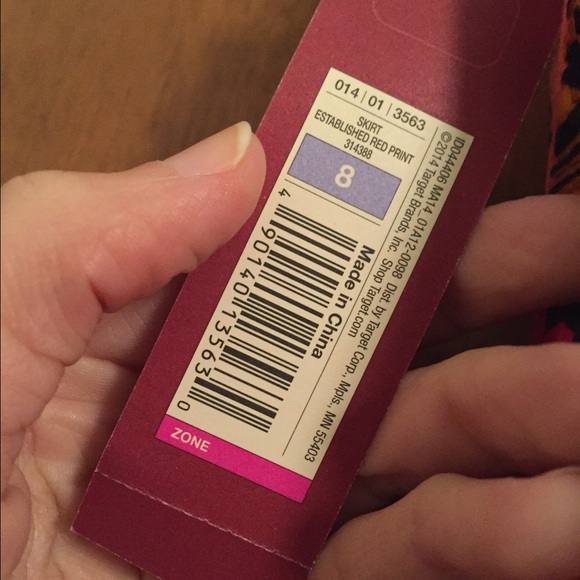 014 | 01 | 3563
SKIRT
ESTABLISHED RED PRINT
314388
8
4 90140 13563 0
Made in China
ID044406 MA14 01A12-0098 Dist. by Target Corp., Mpls., MN 55403
©2014 Target Brands, Inc. Shop Target.com
ZONE